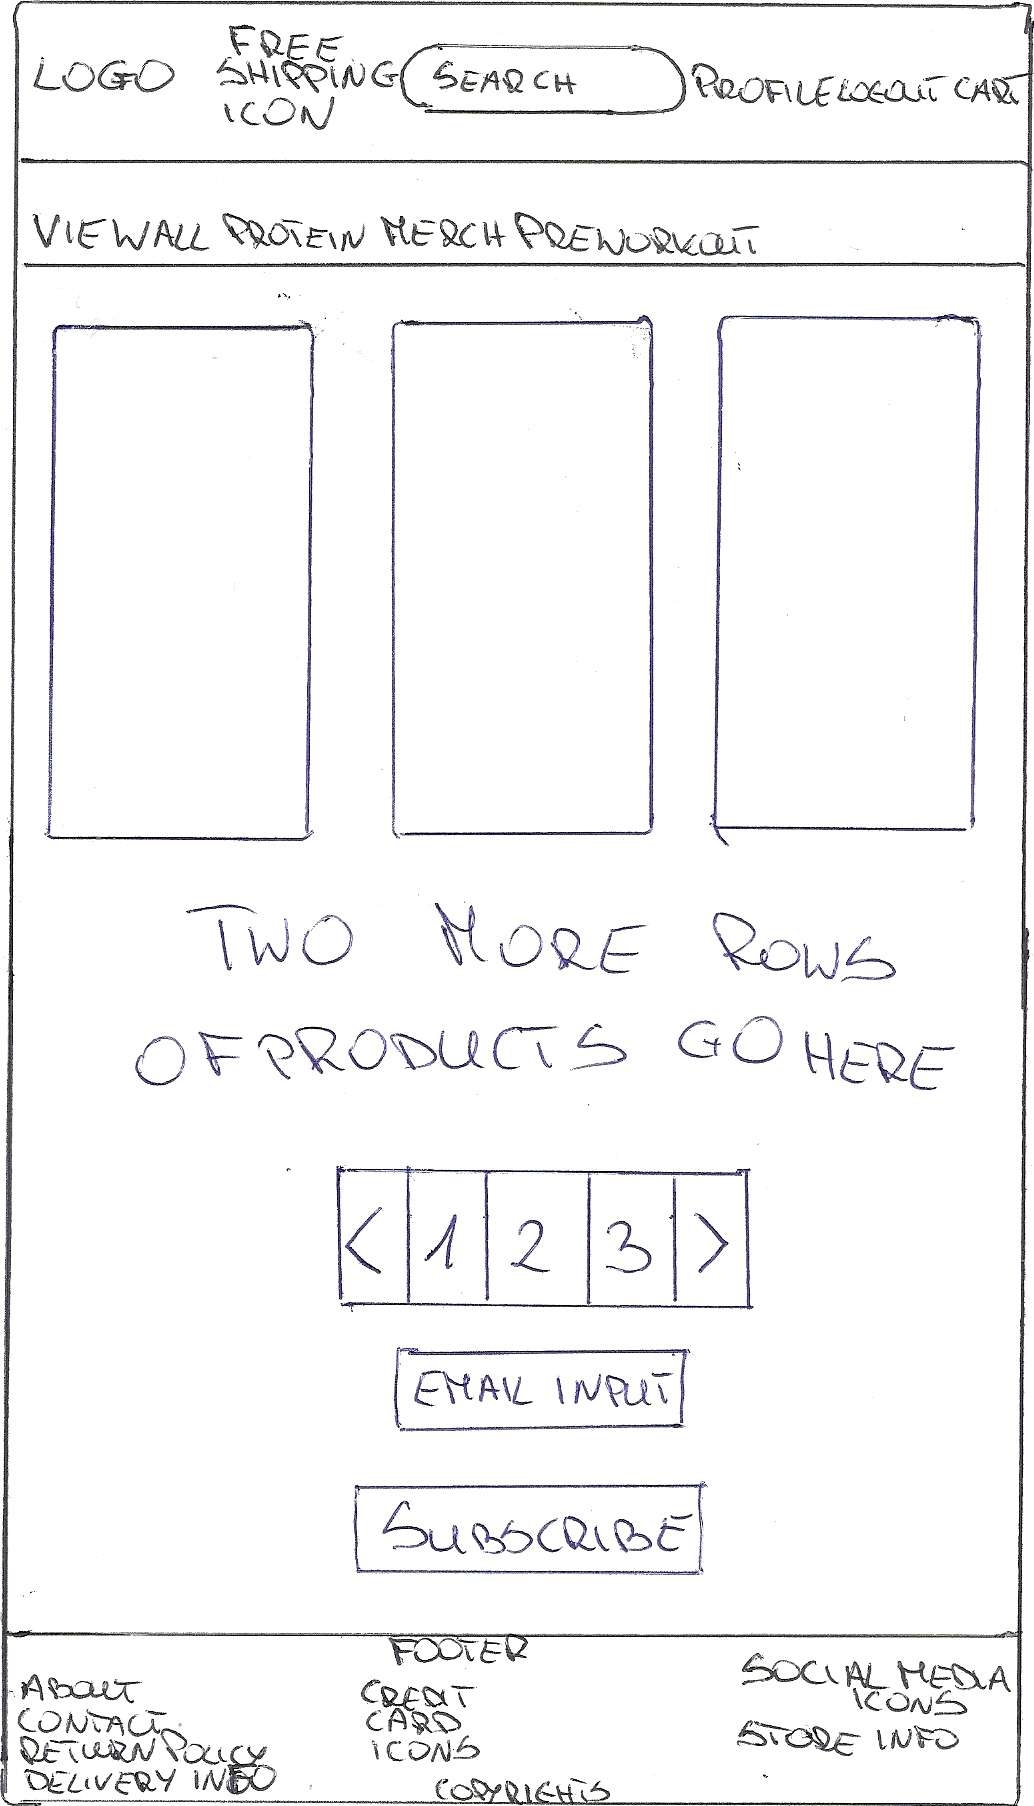 LOGO
FREE
SHIPPING
ICON
SEARCH
PROFILE LOGOUT CART
VIEW ALL PROTEIN MERCH PREWORKOUT
TWO MORE ROWS
OF PRODUCTS GO HERE
< 1 2 3 >
EMAIL INPUT
SUBSCRIBE
FOOTER
ABOUT
CONTACT
RETURN POLICY
DELIVERY INFO
CREDIT
CARD
ICONS
COPYRIGHTS
SOCIAL MEDIA
ICONS
STORE INFO